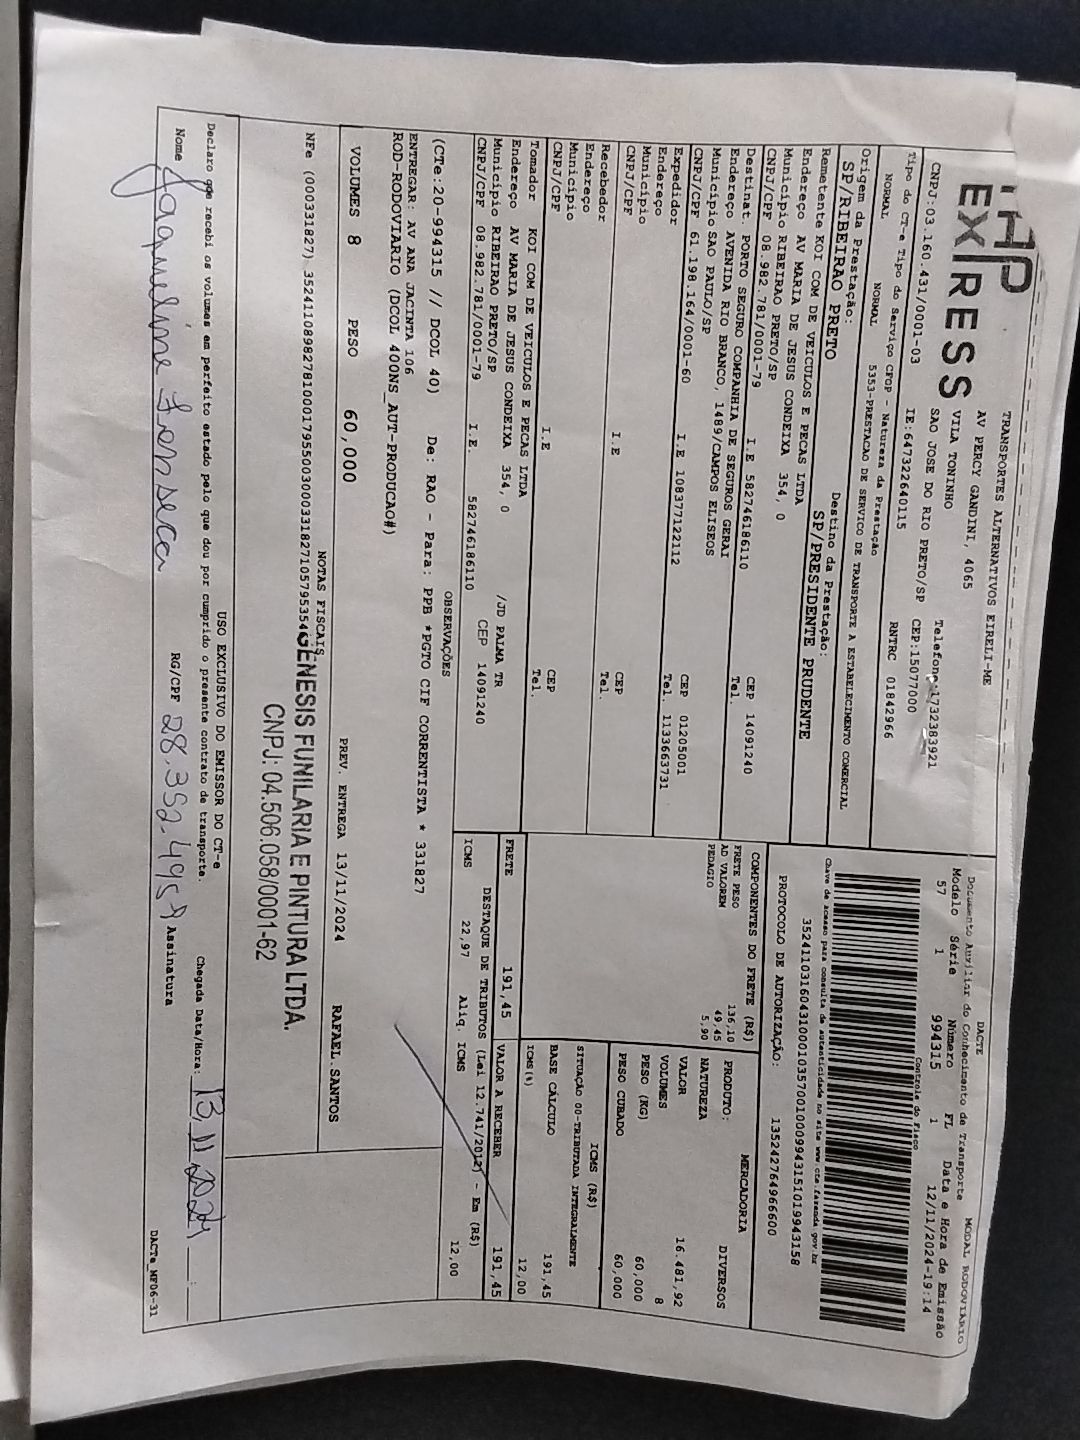 TAP
EXPRESS
TRANSPORTES ALTERNATIVOS EIRELI-ME
AV PERCY GANDINI, 4065
VILA TONINHO Telefone:1732383921
SAO JOSE DO RIO PRETO/SP CEP:15077000
CNPJ:03.160.431/0001-03 IE:647322640115 RNTRC 01842966
Tipo do CT-e Tipo do Serviço CFOP - Natureza da Prestação
NORMAL NORMAL 5353-PRESTACAO DE SERVICO DE TRANSPORTE A ESTABELECIMENTO COMERCIAL
Origem da Prestação: Destino da Prestação:
SP/RIBEIRAO PRETO SP/PRESIDENTE PRUDENTE
Remetente KOI COM DE VEICULOS E PECAS LTDA
Endereço AV MARIA DE JESUS CONDEIXA 354, 0
Município RIBEIRAO PRETO/SP CEP 14091240
CNPJ/CPF 08.982.781/0001-79 I.E 582746186110 Tel.
Destinat. PORTO SEGURO COMPANHIA DE SEGUROS GERAI
Endereço AVENIDA RIO BRANCO, 1489/CAMPOS ELISEOS
Município SAO PAULO/SP CEP 01205001
CNPJ/CPF 61.198.164/0001-60 I.E 108377122112 Tel. 1133663731
Expedidor
Endereço
Município CEP
CNPJ/CPF I.E Tel.
Recebedor
Endereço
Município CEP
CNPJ/CPF I.E Tel.
Tomador KOI COM DE VEICULOS E PECAS LTDA
Endereço AV MARIA DE JESUS CONDEIXA 354, 0 /JD PALMA TR
Município RIBEIRAO PRETO/SP CEP 14091240
CNPJ/CPF 08.982.781/0001-79 I.E. 582746186110
DACTE MODAL RODOVIÁRIO
Documento Auxiliar do Conhecimento de Transporte
Modelo Série Número FL Data e Hora de Emissão
57 1 994315 1 12/11/2024-19:14
Controle do Fisco
Chave de acesso para consulta de autenticidade no site www.cte.fazenda.gov.br
35241103160431000103570010009943151019943158
PROTOCOLO DE AUTORIZAÇÃO: 135242764966600
COMPONENTES DO FRETE (R$)
FRETE PESO 136,10
AD VALOREM 49,45
PEDAGIO 5,90
MERCADORIA
PRODUTO:
NATUREZA DIVERSOS
VALOR 16.481,92
VOLUMES 8
PESO (KG) 60,000
PESO CUBADO 60,000
ICMS (R$)
SITUAÇÃO 00-TRIBUTADA INTEGRALMENTE
BASE CÁLCULO 191,45
ICMS(%) 12,00
FRETE 191,45 VALOR A RECEBER 191,45
DESTAQUE DE TRIBUTOS (Lei 12.741/2012) - Em (R$)
ICMS 22,97 Aliq. ICMS 12,00
OBSERVAÇÕES
(CTe:20-994315 // DCOL 40) De: RAO - Para: PPB *PGTO CIF CORRENTISTA * 331827
ENTREGAR: AV ANA JACINTA 106
ROD-RODOVIARIO (DCOL 400NS_AUT-PRODUCAO#)
VOLUMES 8 PESO 60,000 PREV. ENTREGA 13/11/2024 RAFAEL SANTOS
NOTAS FISCAIS
NFe (000331827) 35241108982781000179550030003318271057953546
GENESIS FUNILARIA E PINTURA LTDA.
CNPJ: 04.506.058/0001-62
USO EXCLUSIVO DO EMISSOR DO CT-e
Declaro que recebi os volumes em perfeito estado pelo que dou por cumprido o presente contrato de transporte. Chegada Data/Hora: 13.11.2024 :
Nome Jaqueline RG/CPF 28.352.495-9 Assinatura
DACTe_MF06-31